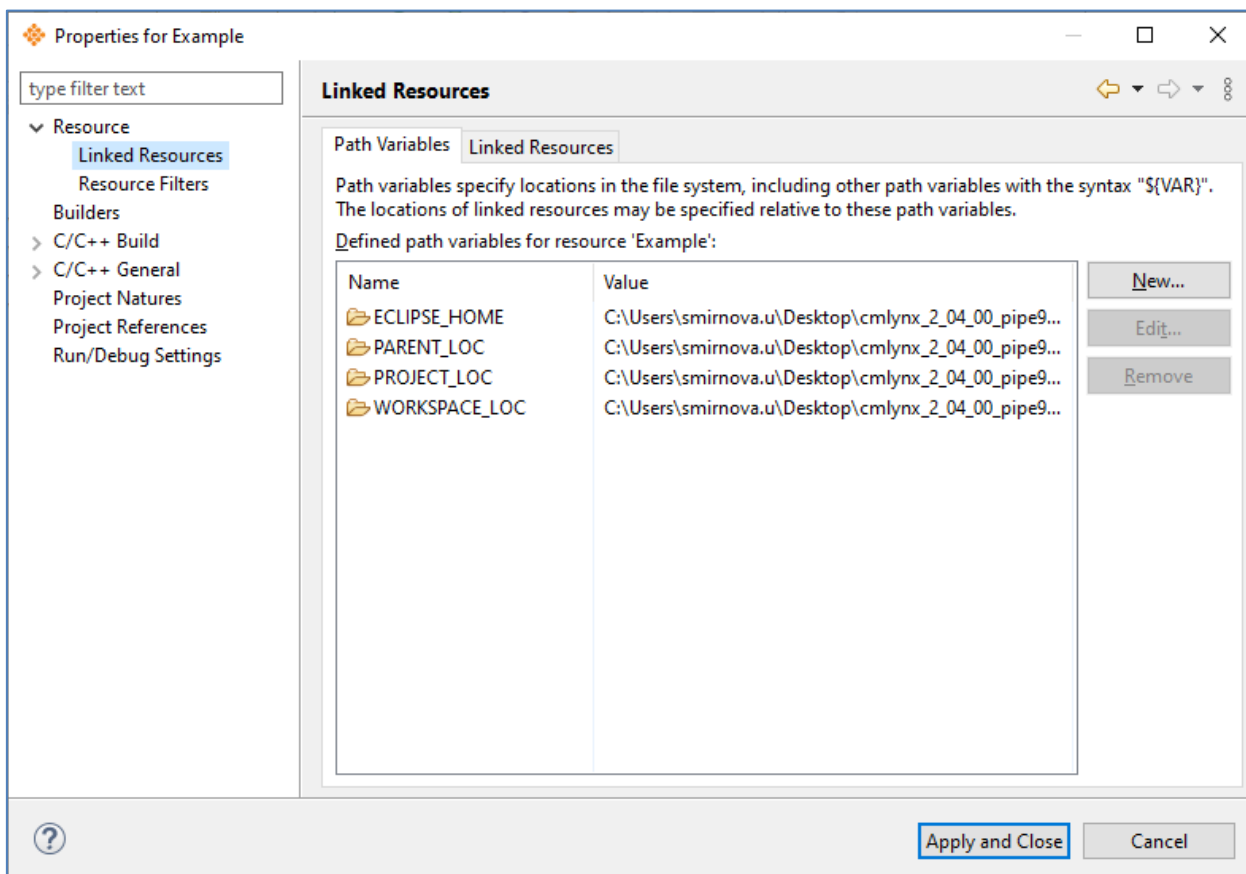 Properties for Example
type filter text
Resource
Linked Resources
Resource Filters
Builders
C/C++ Build
C/C++ General
Project Natures
Project References
Run/Debug Settings
Linked Resources
Path Variables
Linked Resources
Path variables specify locations in the file system, including other path variables with the syntax "${VAR}".
The locations of linked resources may be specified relative to these path variables.
Defined path variables for resource 'Example':
Name Value
ECLIPSE_HOME C:\Users\smirnova.u\Desktop\cmlynx_2_04_00_pipe9...
PARENT_LOC C:\Users\smirnova.u\Desktop\cmlynx_2_04_00_pipe9...
PROJECT_LOC C:\Users\smirnova.u\Desktop\cmlynx_2_04_00_pipe9...
WORKSPACE_LOC C:\Users\smirnova.u\Desktop\cmlynx_2_04_00_pipe9...
New...
Edit...
Remove
?
Apply and Close
Cancel